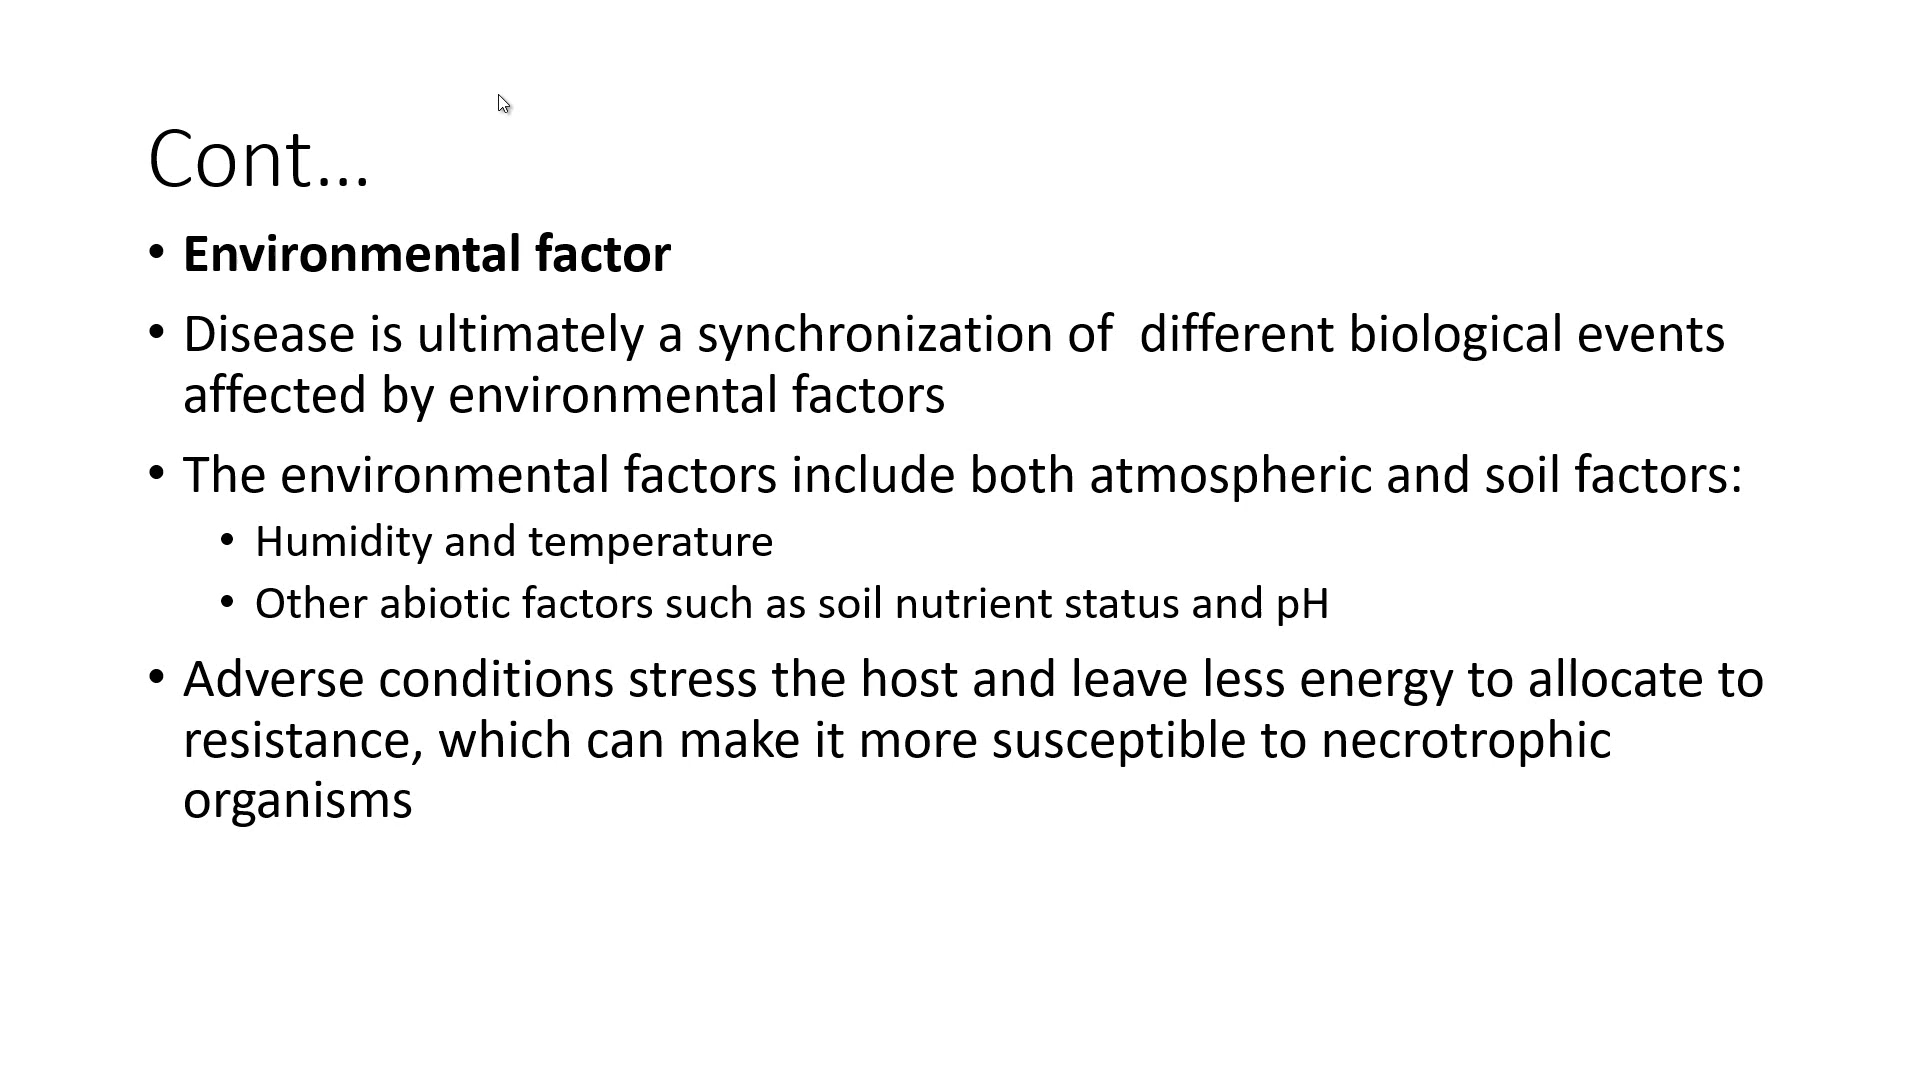 Cont...
• Environmental factor
• Disease is ultimately a synchronization of  different biological events
affected by environmental factors
• The environmental factors include both atmospheric and soil factors:
• Humidity and temperature
• Other abiotic factors such as soil nutrient status and pH
• Adverse conditions stress the host and leave less energy to allocate to
resistance, which can make it more susceptible to necrotrophic
organisms